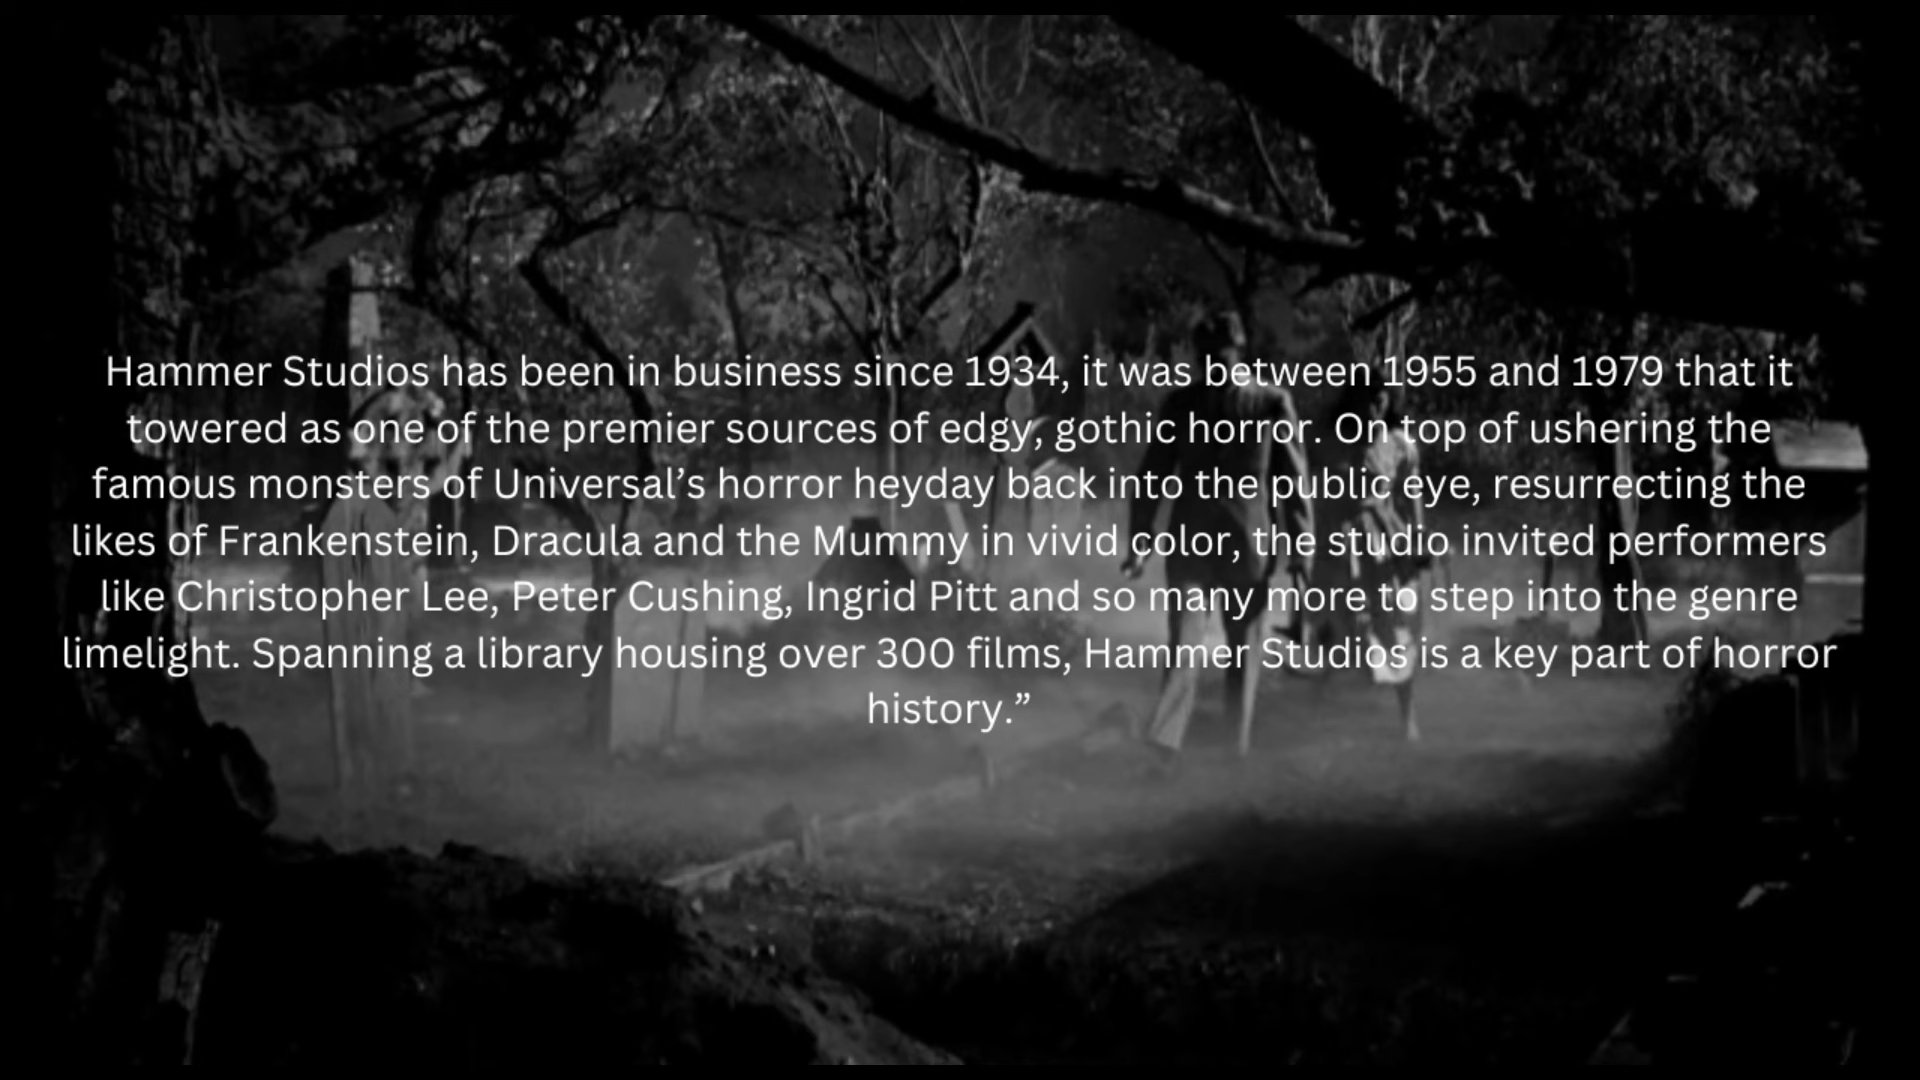 Hammer Studios has been in business since 1934, it was between 1955 and 1979 that it
towered as one of the premier sources of edgy, gothic horror. On top of ushering the
famous monsters of Universal’s horror heyday back into the public eye, resurrecting the
likes of Frankenstein, Dracula and the Mummy in vivid color, the studio invited performers
like Christopher Lee, Peter Cushing, Ingrid Pitt and so many more to step into the genre
limelight. Spanning a library housing over 300 films, Hammer Studios is a key part of horror
history.”